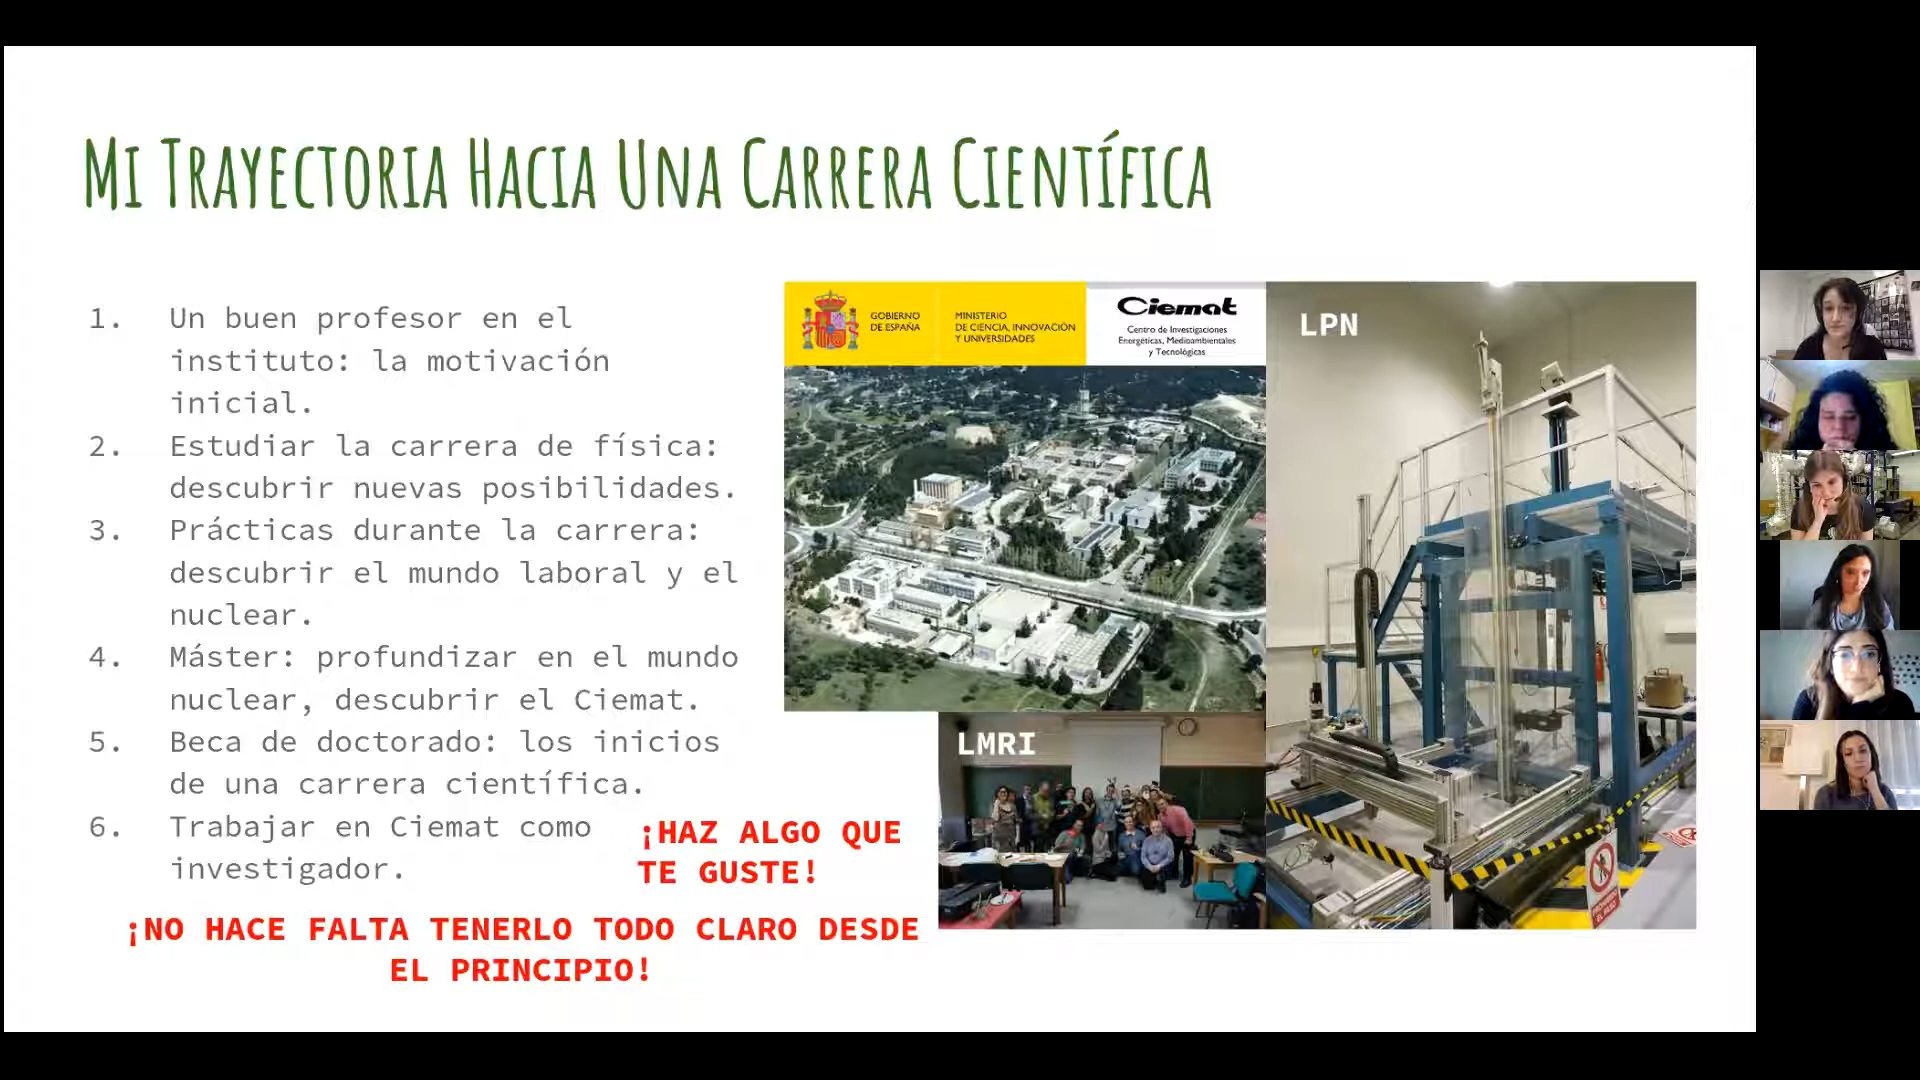 MI TRAYECTORIA HACIA UNA CARRERA CIENTÍFICA
1. Un buen profesor en el
instituto: la motivación
inicial.
2. Estudiar la carrera de física:
descubrir nuevas posibilidades.
3. Prácticas durante la carrera:
descubrir el mundo laboral y el
nuclear.
4. Máster: profundizar en el mundo
nuclear, descubrir el Ciemat.
5. Beca de doctorado: los inicios
de una carrera científica.
6. Trabajar en Ciemat como
investigador.
¡HAZ ALGO QUE
TE GUSTE!
¡NO HACE FALTA TENERLO TODO CLARO DESDE
EL PRINCIPIO!
GOBIERNO
DE ESPAÑA
MINISTERIO
DE CIENCIA, INNOVACIÓN
Y UNIVERSIDADES
Ciemat
Centro de Investigaciones
Energéticas, Medioambientales
y Tecnológicas
LPN
LMRI
PROHIBIDO
EL PASO